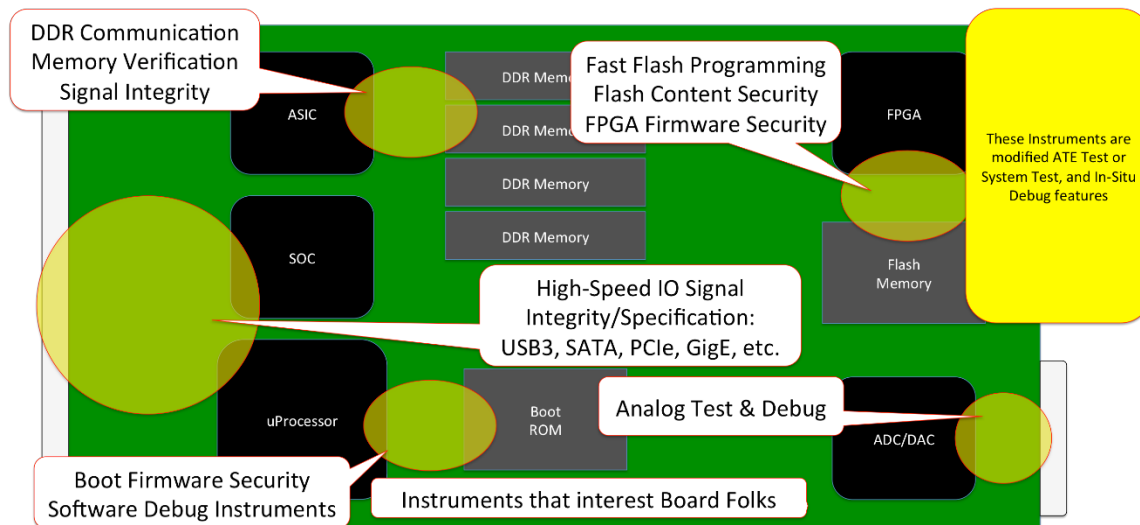 DDR Communication
Memory Verification
Signal Integrity
ASIC
DDR Memo
DDR Memory
DDR Memory
DDR Memory
Fast Flash Programming
Flash Content Security
FPGA Firmware Security
FPGA
These Instruments are
modified ATE Test or
System Test, and In-Situ
Debug features
SOC
Flash
Memory
High-Speed IO Signal
Integrity/Specification:
USB3, SATA, PCIe, GigE, etc.
uProcessor
Boot
ROM
Analog Test & Debug
ADC/DAC
Boot Firmware Security
Software Debug Instruments
Instruments that interest Board Folks